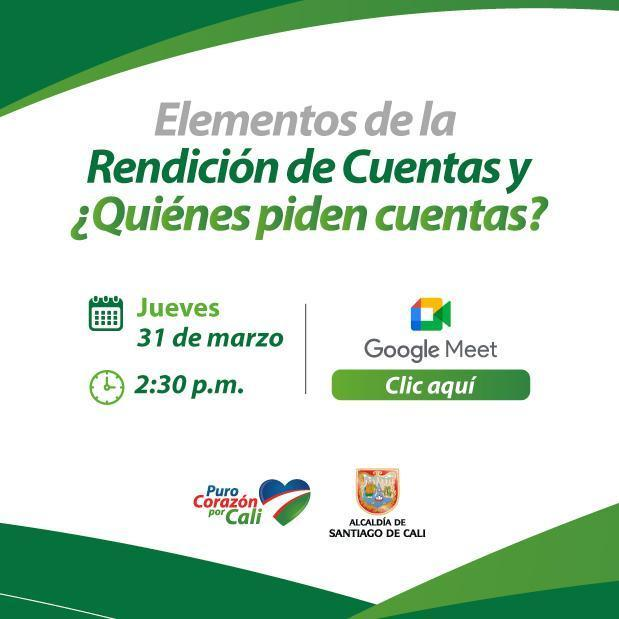 Elementos de la
Rendición de Cuentas y
¿Quiénes piden cuentas?
Jueves
31 de marzo
2:30 p.m.
Google Meet
Clic aquí
Puro
Corazón
por Cali
ALCALDÍA DE
SANTIAGO DE CALI